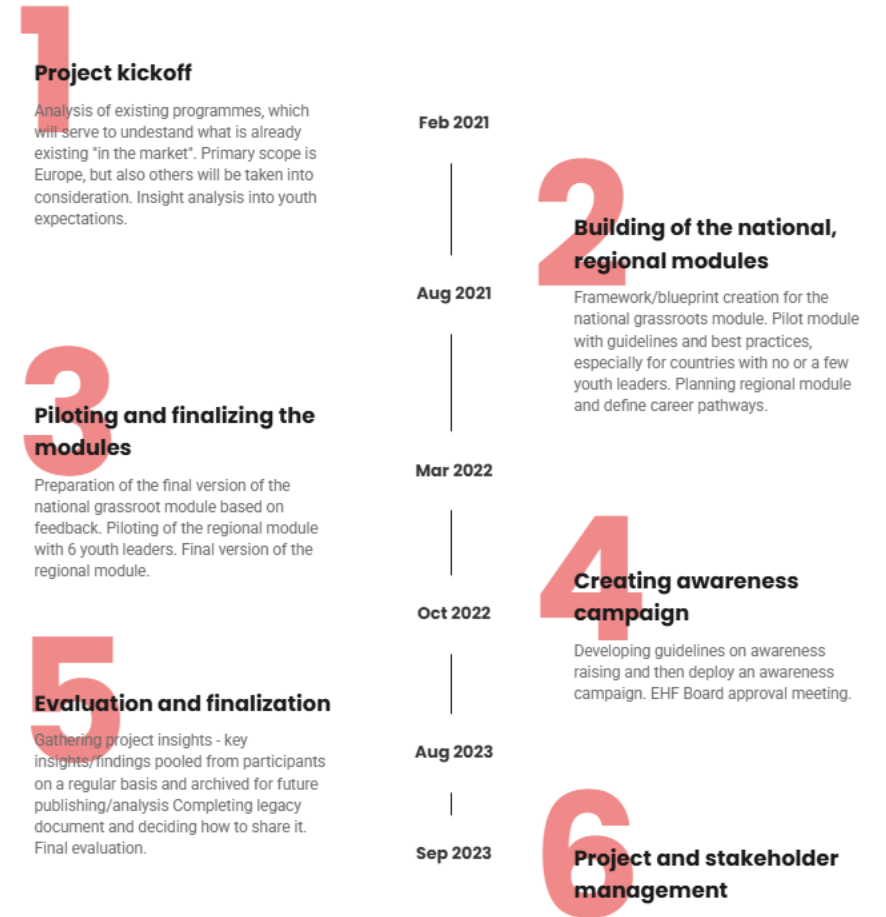 1
Project kickoff
Analysis of existing programmes, which
will serve to undestand what is already
existing "in the market". Primary scope is
Europe, but also others will be taken into
consideration. Insight analysis into youth
expectations.
Feb 2021
2
Building of the national,
regional modules
Framework/blueprint creation for the
national grassroots module. Pilot module
with guidelines and best practices,
especially for countries with no or a few
youth leaders. Planning regional module
and define career pathways.
Aug 2021
3
Piloting and finalizing the
modules
Preparation of the final version of the
national grassroot module based on
feedback. Piloting of the regional module
with 6 youth leaders. Final version of the
regional module.
Mar 2022
4
Creating awareness
campaign
Developing guidelines on awareness
raising and then deploy an awareness
campaign. EHF Board approval meeting.
Oct 2022
5
Evaluation and finalization
Gathering project insights - key
insights/findings pooled from participants
on a regular basis and archived for future
publishing/analysis Completing legacy
document and deciding how to share it.
Final evaluation.
Aug 2023
Sep 2023
6
Project and stakeholder
management